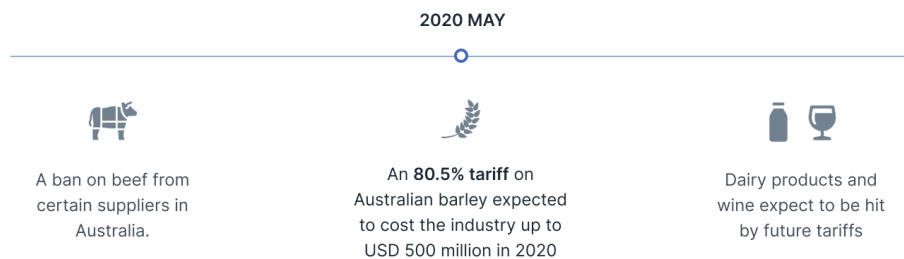 2020 MAY
A ban on beef from
certain suppliers in
Australia.
An 80.5% tariff on
Australian barley expected
to cost the industry up to
USD 500 million in 2020
Dairy products and
wine expect to be hit
by future tariffs